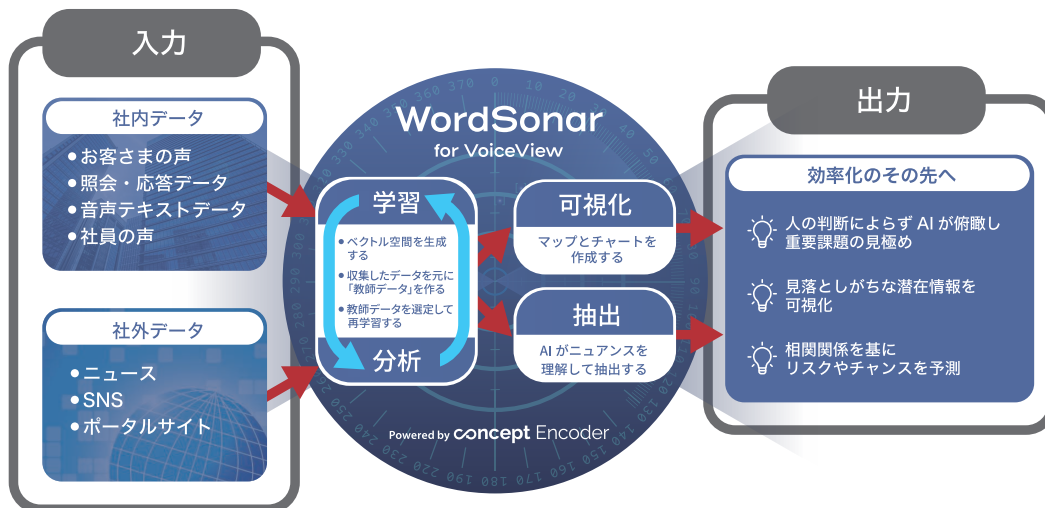 入力
社内データ
●お客さまの声
●照会・応答データ
●音声テキストデータ
●社員の声
社外データ
●ニュース
●SNS
●ポータルサイト
WordSonar
for VoiceView
学習
●ベクトル空間を生成
する
●収集したデータを元に
「教師データ」を作る
●教師データを選定して
再学習する
分析
可視化
マップとチャートを
作成する
抽出
AIがニュアンスを
理解して抽出する
Powered by concept Encoder
出力
効率化のその先へ
人の判断によらず AI が俯瞰し
重要課題の見極め
見落としがちな潜在情報を
可視化
相関関係を基に
リスクやチャンスを予測